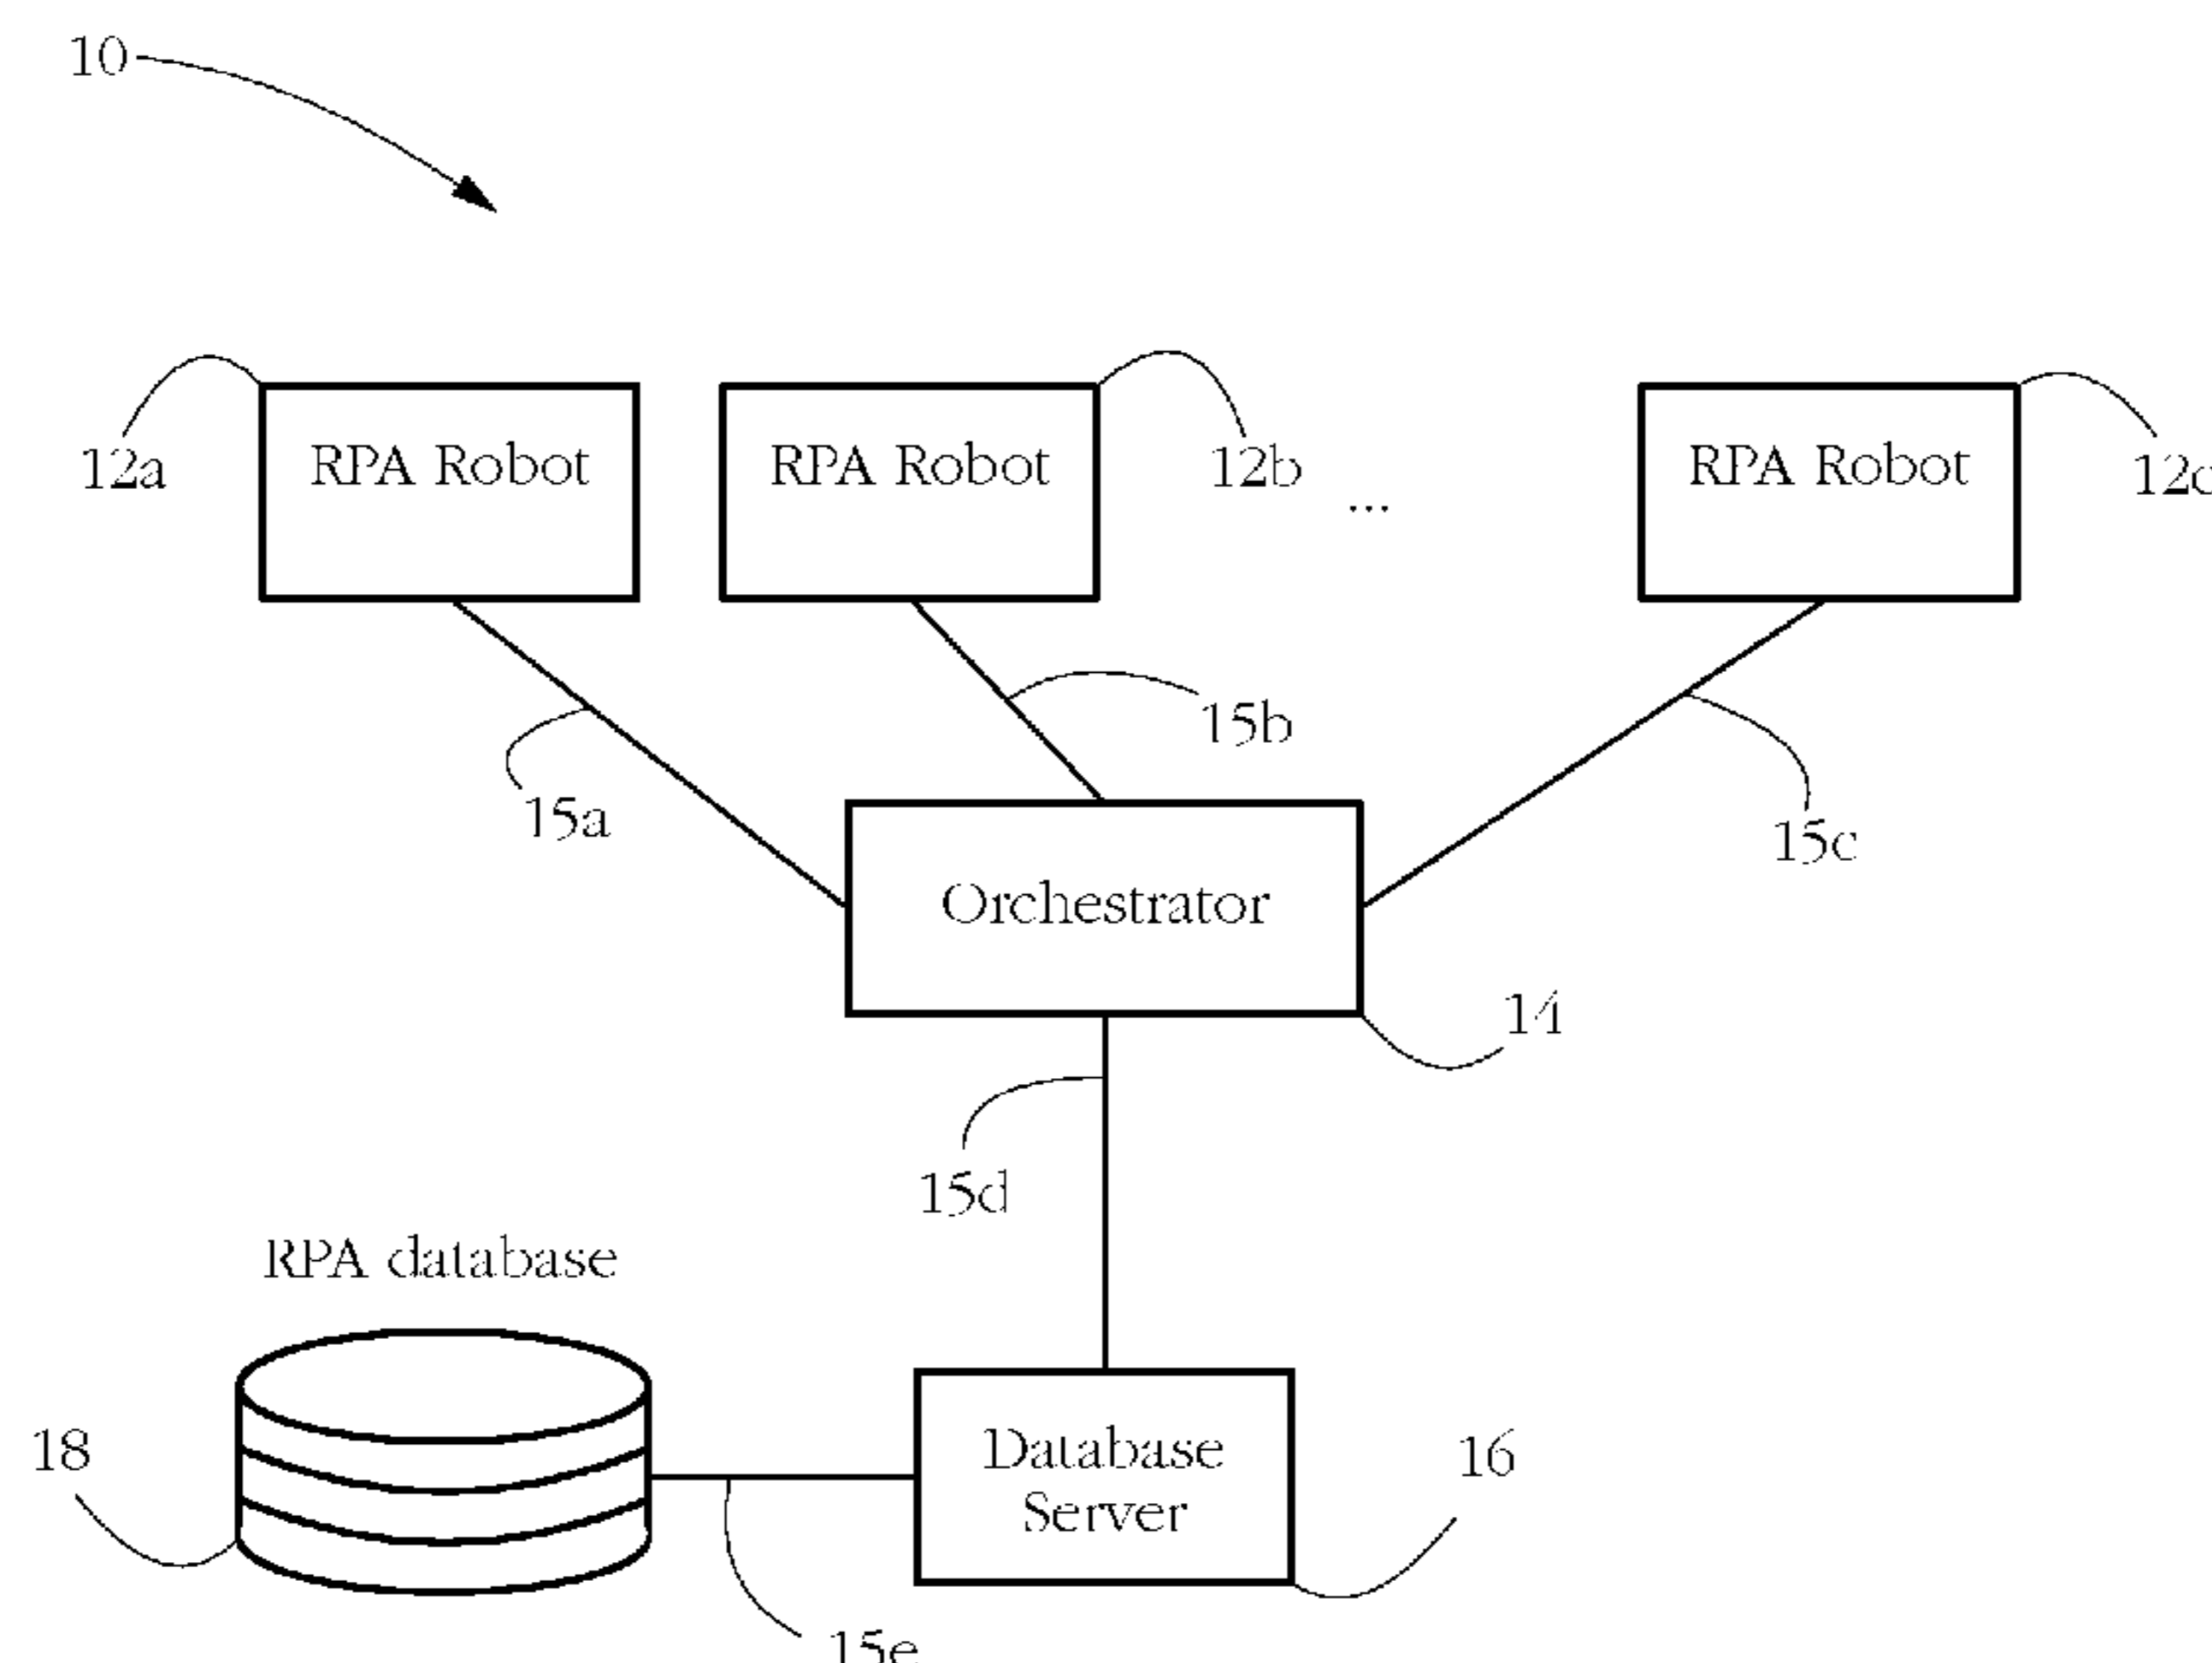 10
RPA Robot
RPA Robot
RPA Robot
12a
12b
...
12c
15a
15b
15c
Orchestrator
14
15d
RPA database
18
Database
Server
16
15e